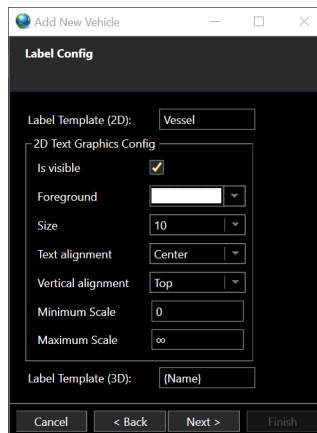 Add New Vehicle
Label Config
Label Template (2D): Vessel
2D Text Graphics Config
Is visible
Foreground
Size 10
Text alignment Center
Vertical alignment Top
Minimum Scale 0
Maximum Scale ∞
Label Template (3D): {Name}
Cancel < Back Next > Finish